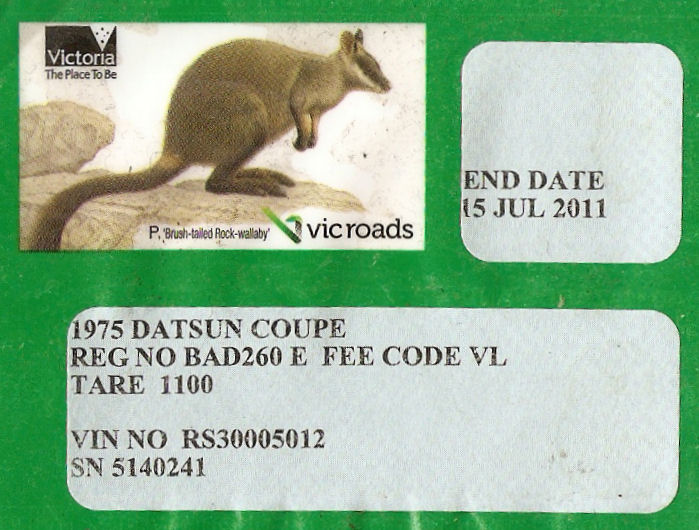 Victoria
The Place To Be
P, 'Brush-tailed Rock-wallaby' vicroads
END DATE
15 JUL 2011
1975 DATSUN COUPE
REG NO BAD260 E FEE CODE VL
TARE 1100
VIN NO RS30005012
SN 5140241